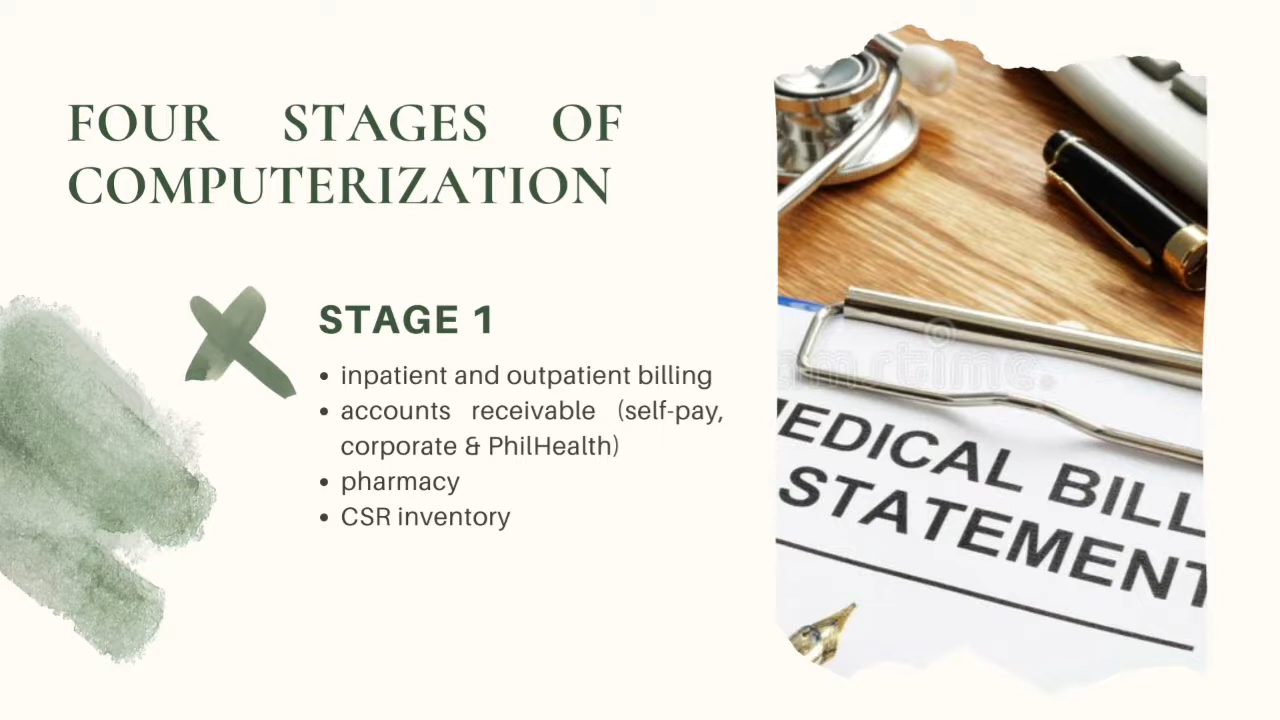 FOUR STAGES OF
COMPUTERIZATION
STAGE 1
• inpatient and outpatient billing
• accounts receivable (self-pay,
corporate & PhilHealth)
• pharmacy
• CSR inventory
EDICAL BILL
STATEMENT